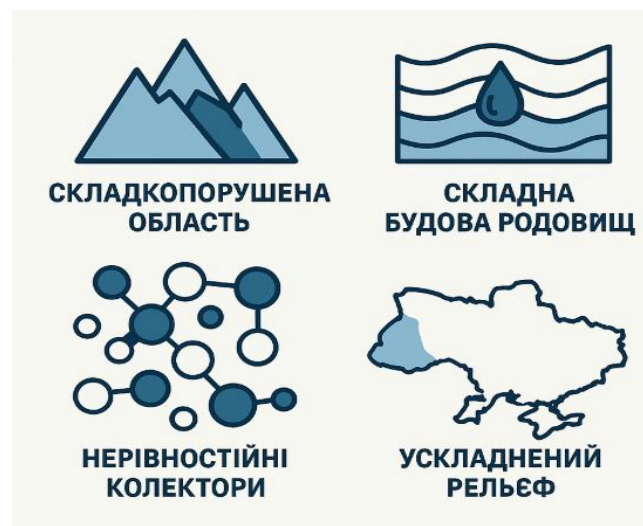 СКЛАДКОПОРУШЕНА
ОБЛАСТЬ
СКЛАДНА
БУДОВА РОДОВИЩ
НЕРІВНОСТІЙНІ
КОЛЕКТОРИ
УСКЛАДНЕНИЙ
РЕЛЬЄФ